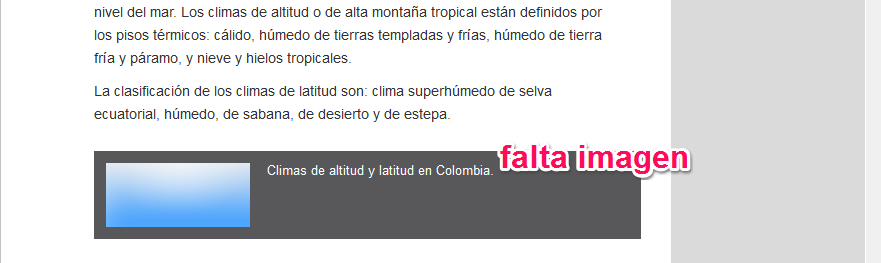 nivel del mar. Los climas de altitud o de alta montaña tropical están definidos por
los pisos térmicos: cálido, húmedo de tierras templadas y frías, húmedo de tierra
fría y páramo, y nieve y hielos tropicales.
La clasificación de los climas de latitud son: clima superhúmedo de selva
ecuatorial, húmedo, de sabana, de desierto y de estepa.
Climas de altitud y latitud en Colombia.
falta imagen